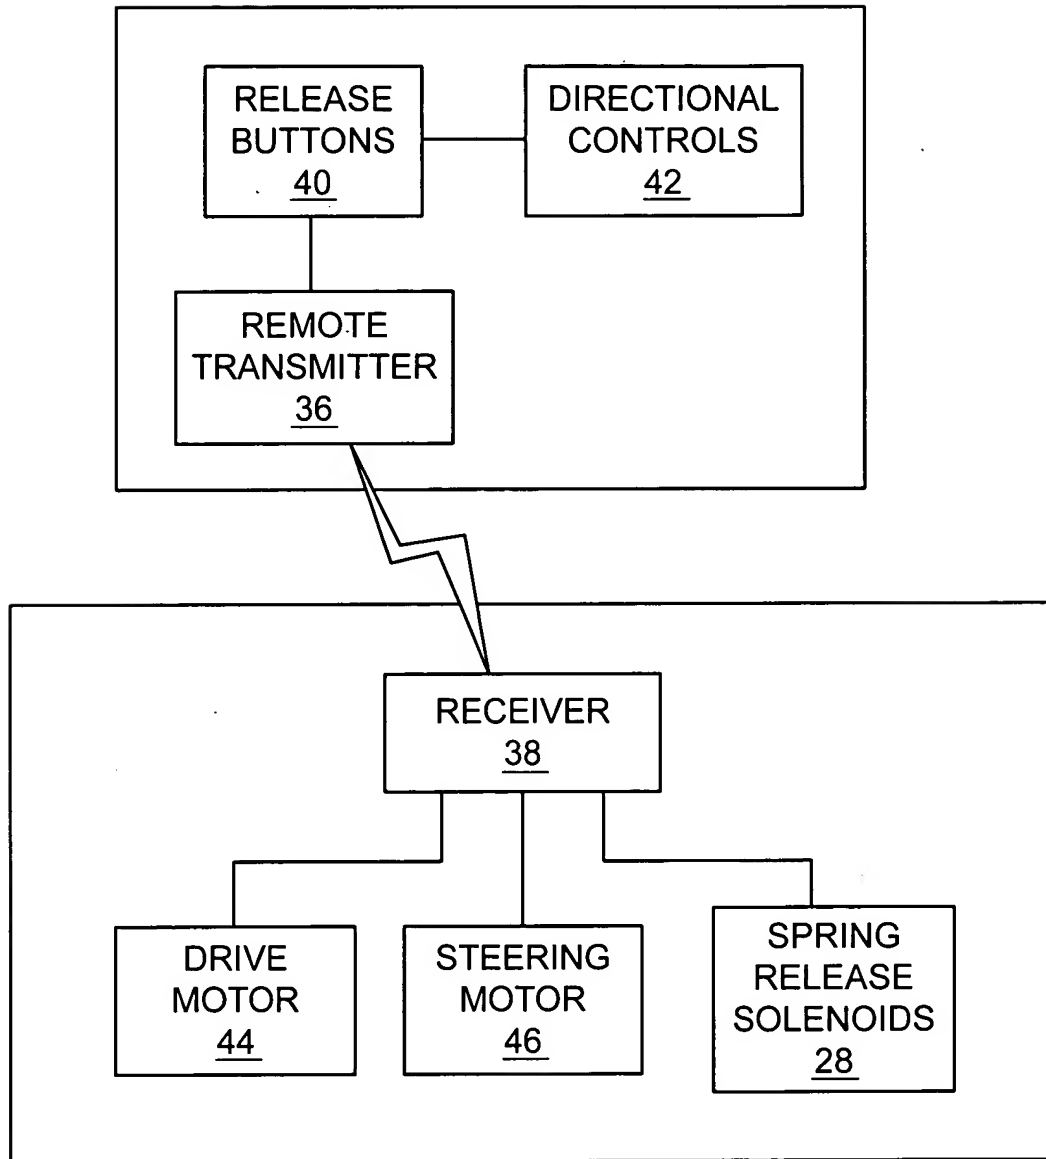 RELEASE
BUTTONS
40
DIRECTIONAL
CONTROLS
42
REMOTE
TRANSMITTER
36
RECEIVER
38
DRIVE
MOTOR
44
STEERING
MOTOR
46
SPRING
RELEASE
SOLENOIDS
28